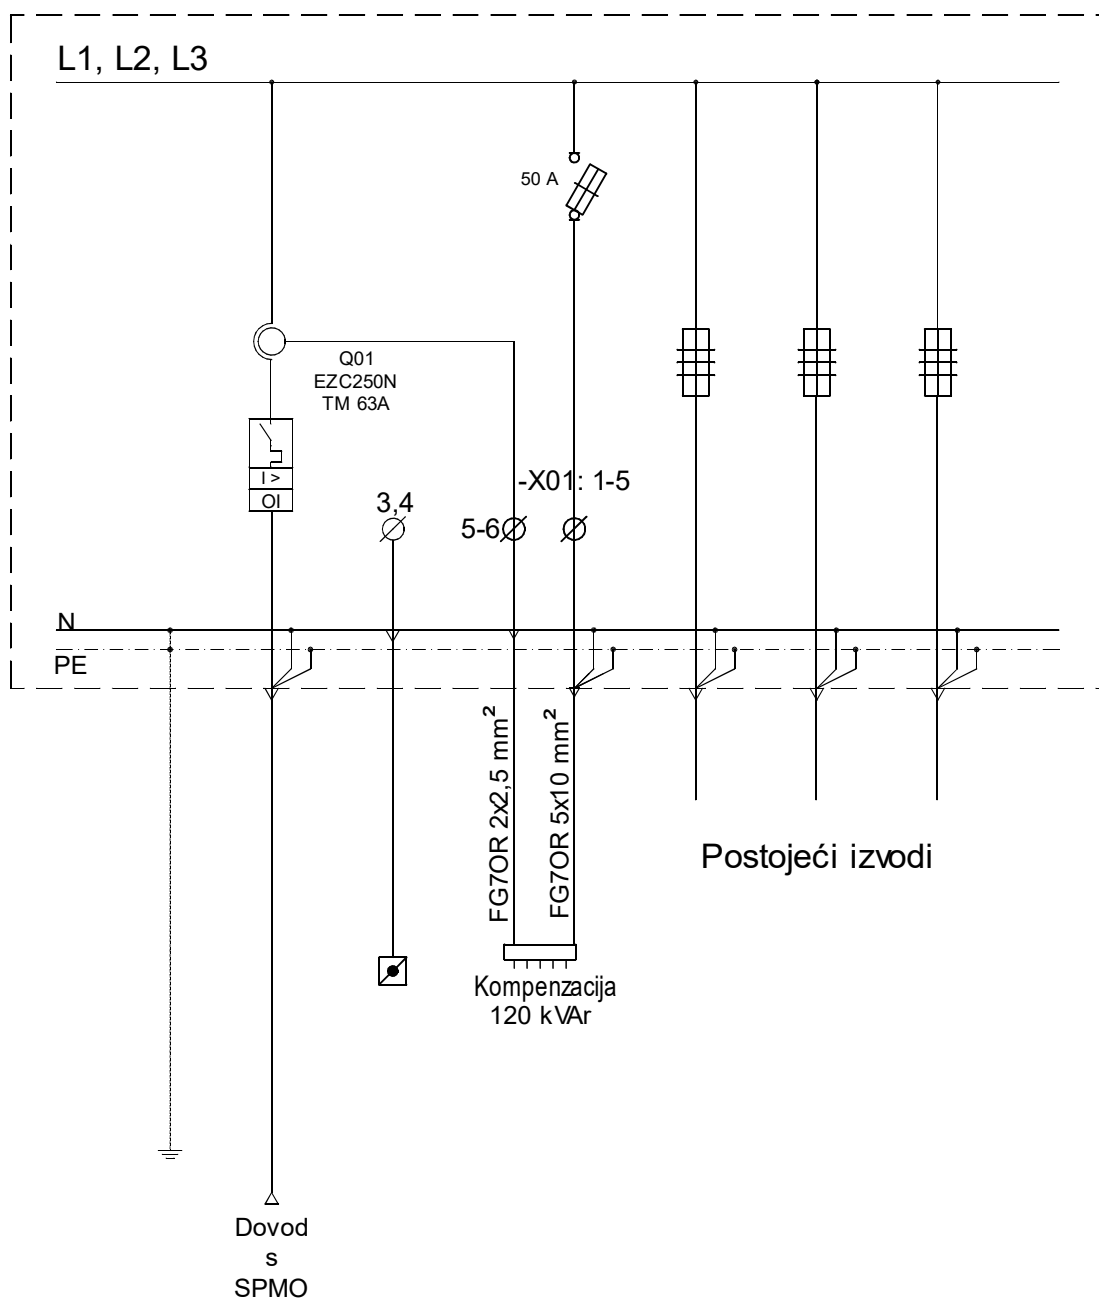 L1, L2, L3
50 A
Q01
EZC250N
TM 63A
I >
OI
-X01: 1-5
3,4
5-6
N
PE
FG7OR 2x2,5 mm²
FG7OR 5x10 mm²
Postojeći izvodi
Kompenzacija
120 kVAr
Dovod
s
SPMO